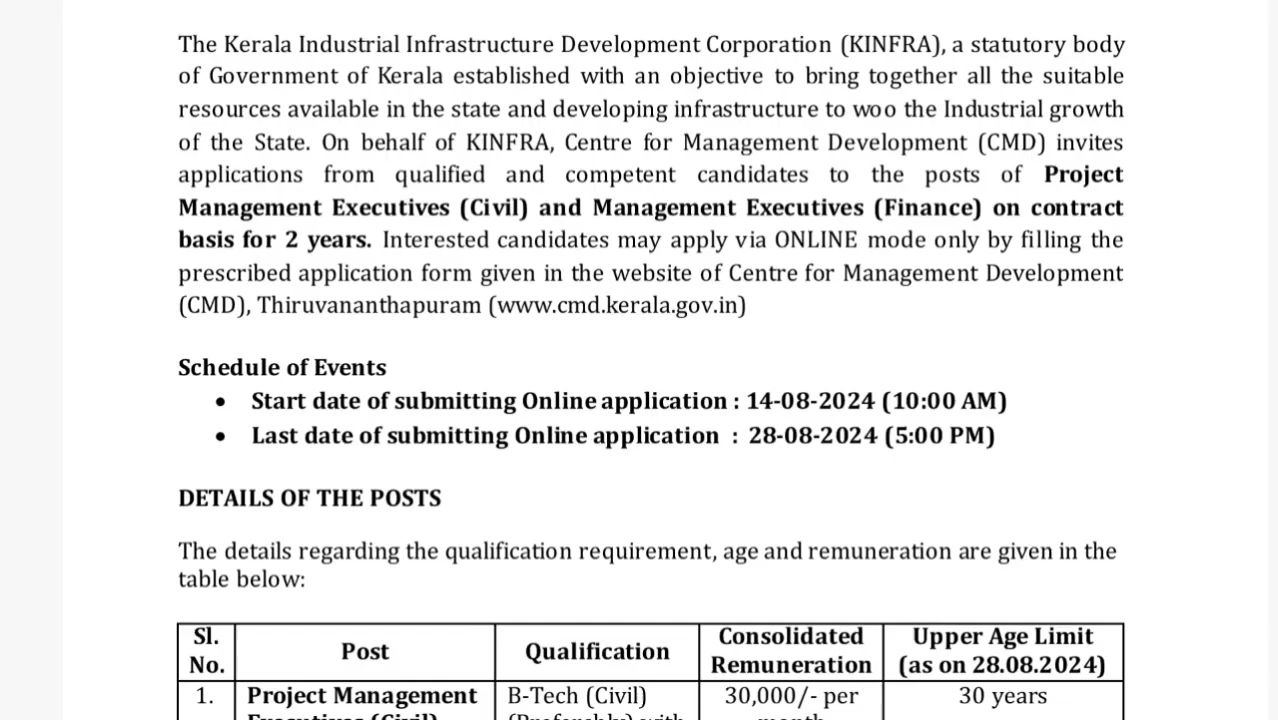 The Kerala Industrial Infrastructure Development Corporation (KINFRA), a statutory body
of Government of Kerala established with an objective to bring together all the suitable
resources available in the state and developing infrastructure to woo the Industrial growth
of the State. On behalf of KINFRA, Centre for Management Development (CMD) invites
applications from qualified and competent candidates to the posts of Project
Management Executives (Civil) and Management Executives (Finance) on contract
basis for 2 years. Interested candidates may apply via ONLINE mode only by filling the
prescribed application form given in the website of Centre for Management Development
(CMD), Thiruvananthapuram (www.cmd.kerala.gov.in)
Schedule of Events
• Start date of submitting Online application : 14-08-2024 (10:00 AM)
• Last date of submitting Online application : 28-08-2024 (5:00 PM)
DETAILS OF THE POSTS
The details regarding the qualification requirement, age and remuneration are given in the
table below:
Sl. No. Post Qualification Consolidated Remuneration Upper Age Limit (as on 28.08.2024)
1. Project Management B-Tech (Civil) 30,000/- per 30 years
Executives (Civil) (Preferably) with month